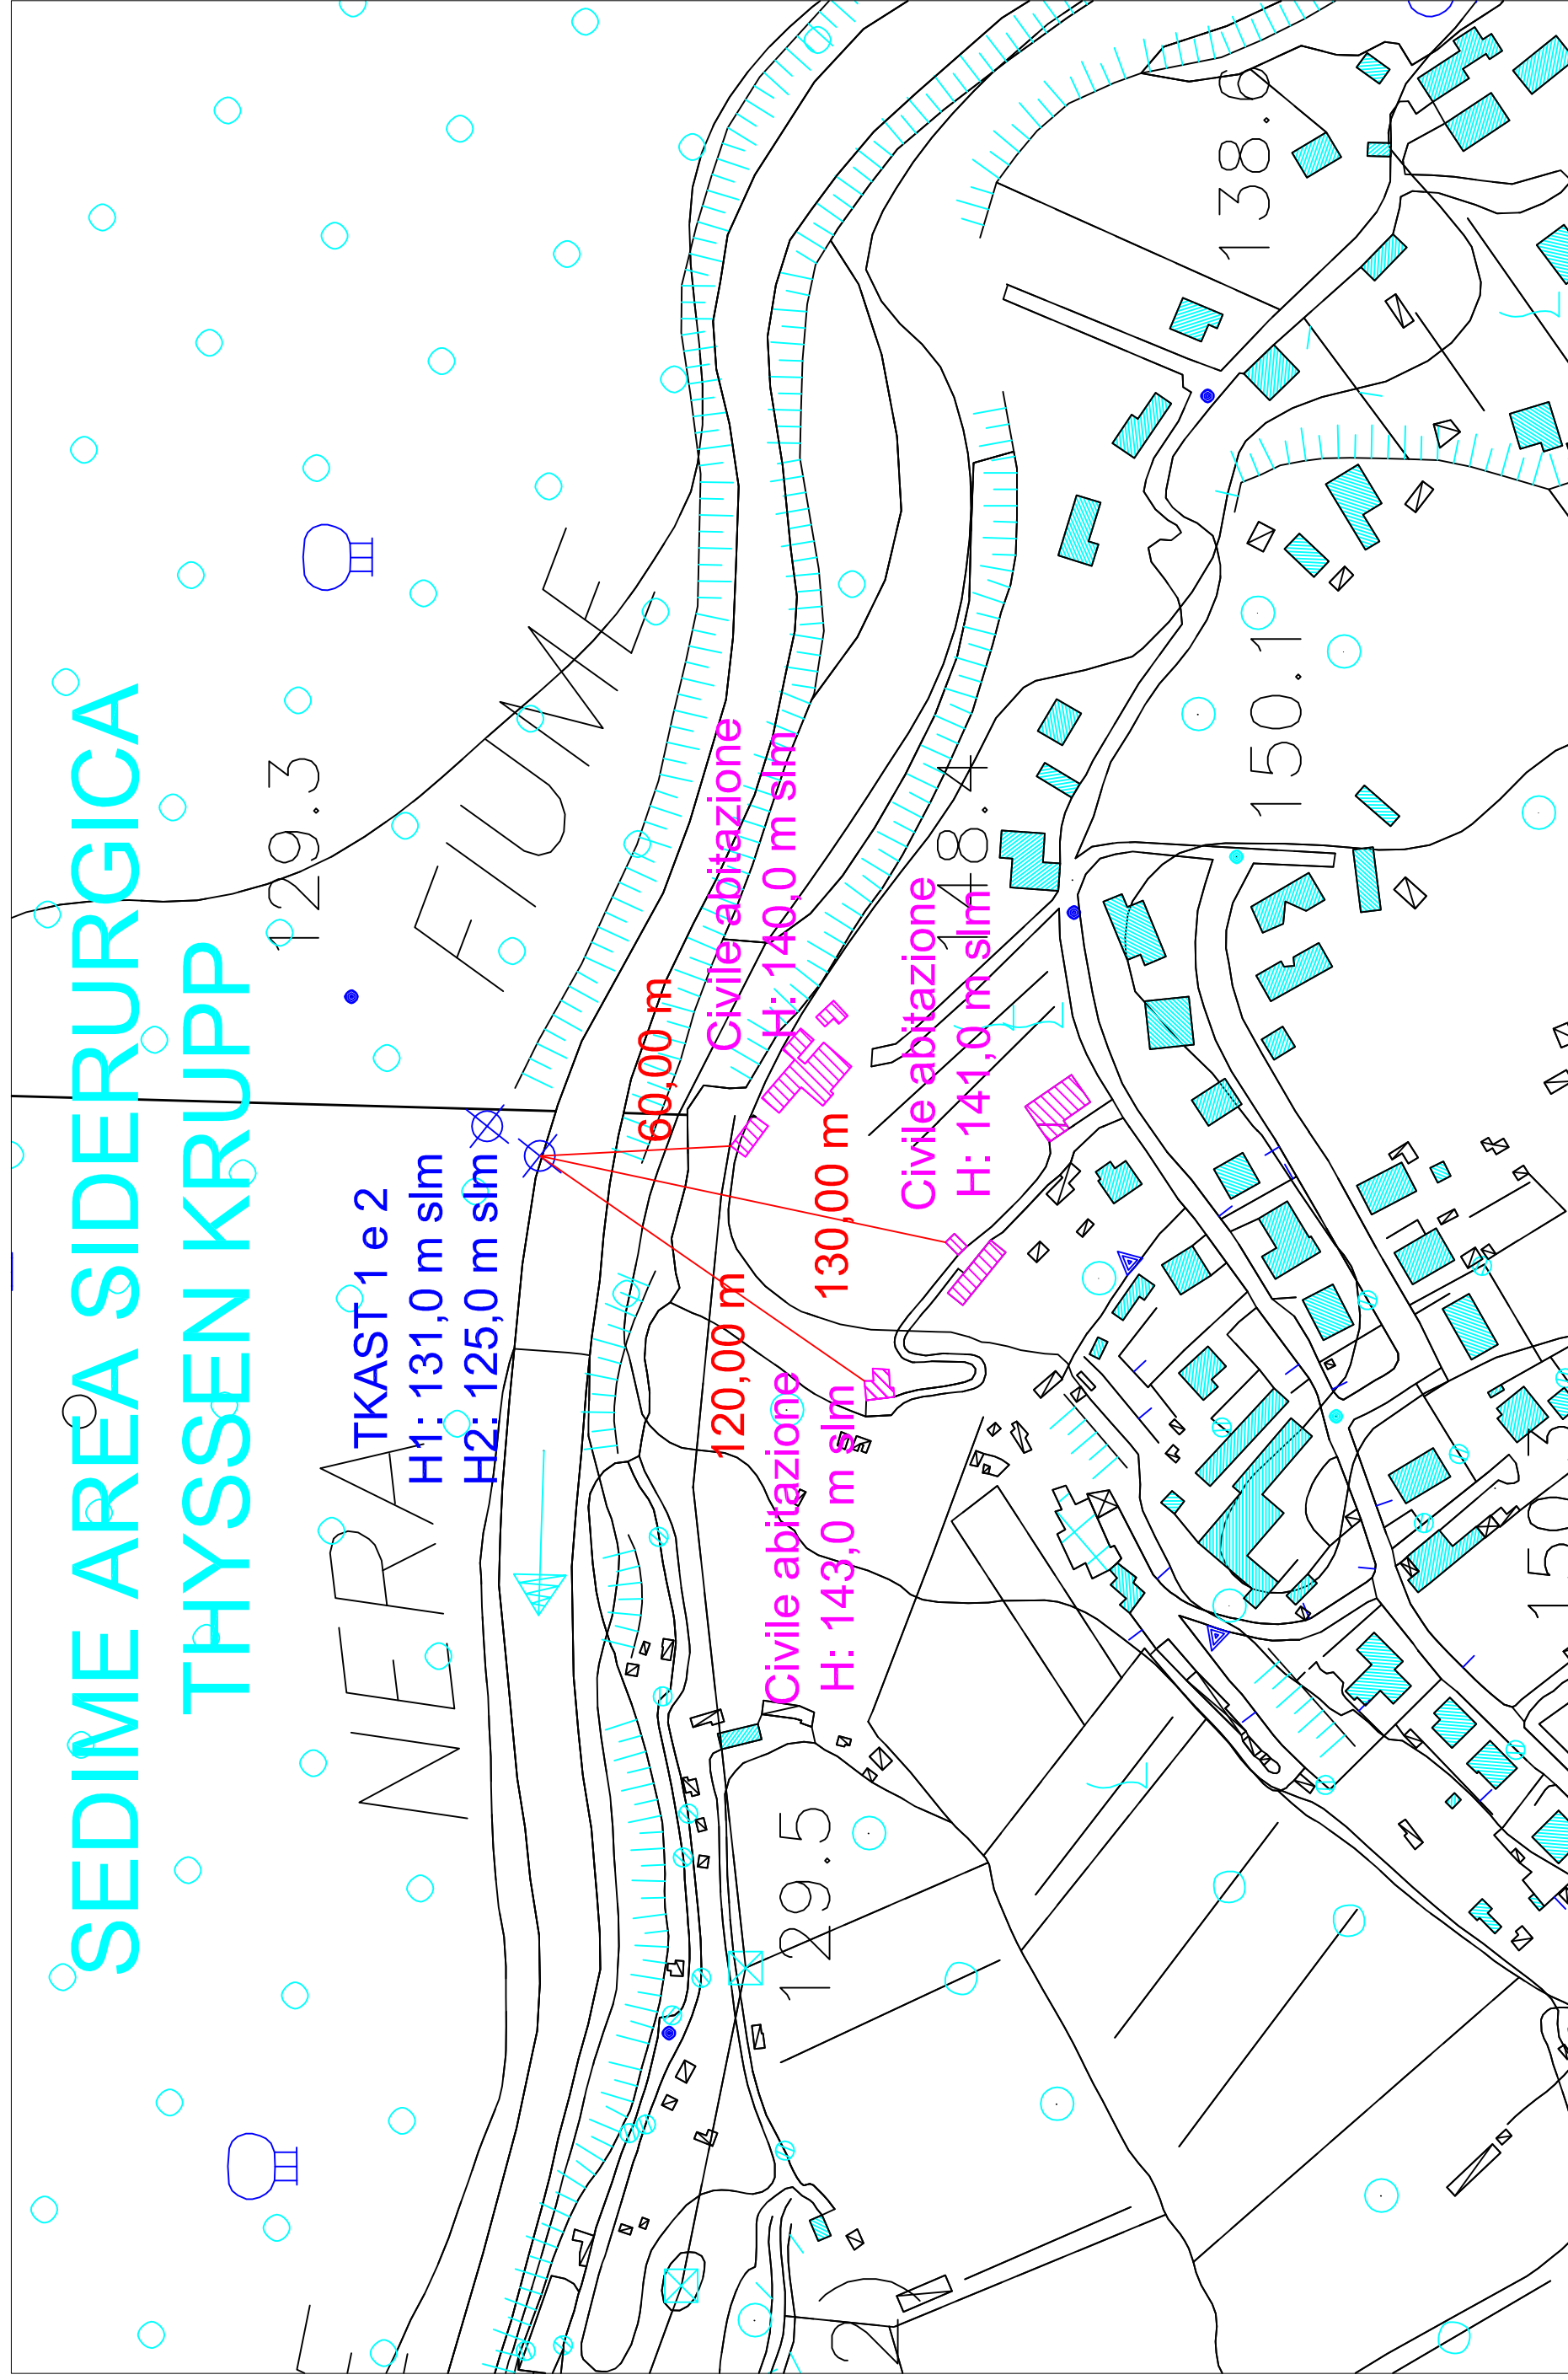 SEDIME AREA SIDERURGICA
THYSSEN KRUPP
129.3
FIUME
NERA
TKAST 1 e 2
H1: 131,0 m slm
H2: 125,0 m slm
60,00 m
Civile abitazione
H: 140,0 m slm
130,00 m
Civile abitazione
H: 141,0 m slm
120,00 m
Civile abitazione
H: 143,0 m slm
148.4
138.6
150.1
129.5